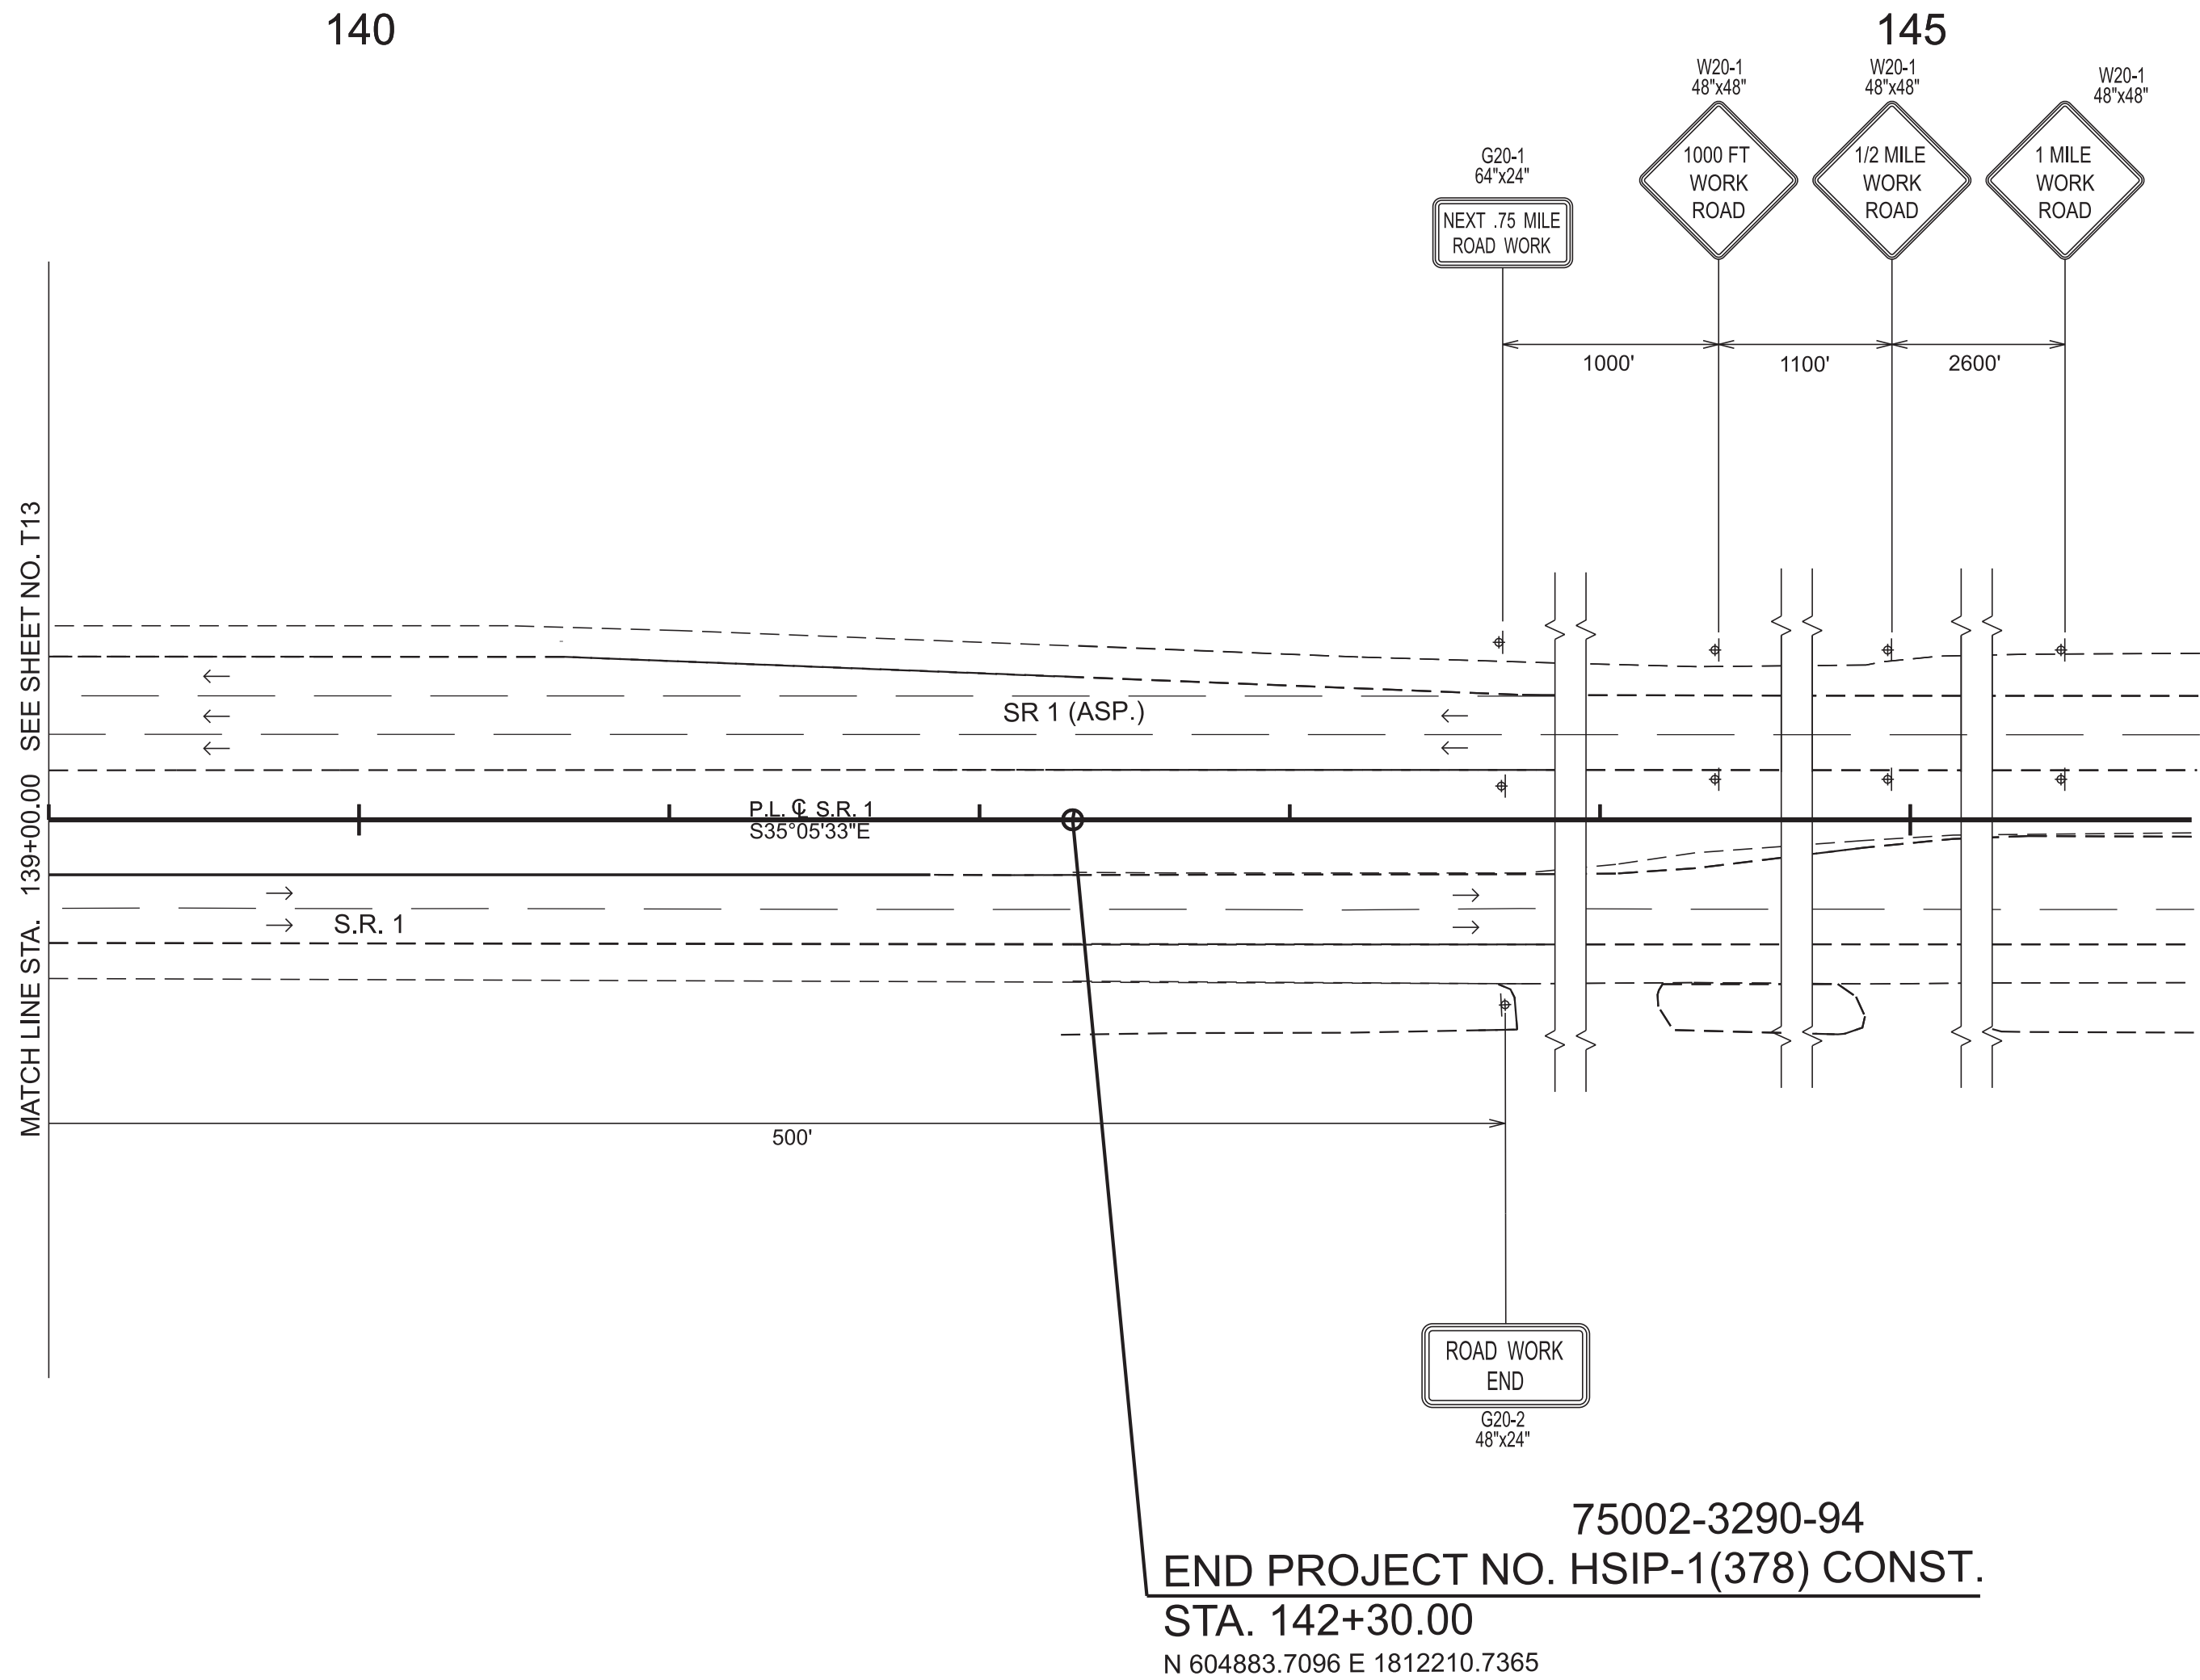 140
145
W20-1
48"x48"
W20-1
48"x48"
W20-1
48"x48"
G20-1
64"x24"
1000 FT
WORK
ROAD
1/2 MILE
WORK
ROAD
1 MILE
WORK
ROAD
NEXT .75 MILE
ROAD WORK
1000'
1100'
2600'
MATCH LINE STA. 139+00.00 SEE SHEET NO. T13
SR 1 (ASP.)
P.L. ℄ S.R. 1
S35°05'33"E
S.R. 1
500'
ROAD WORK
END
G20-2
48"x24"
75002-3290-94
END PROJECT NO. HSIP-1(378) CONST.
STA. 142+30.00
N 604883.7096 E 1812210.7365